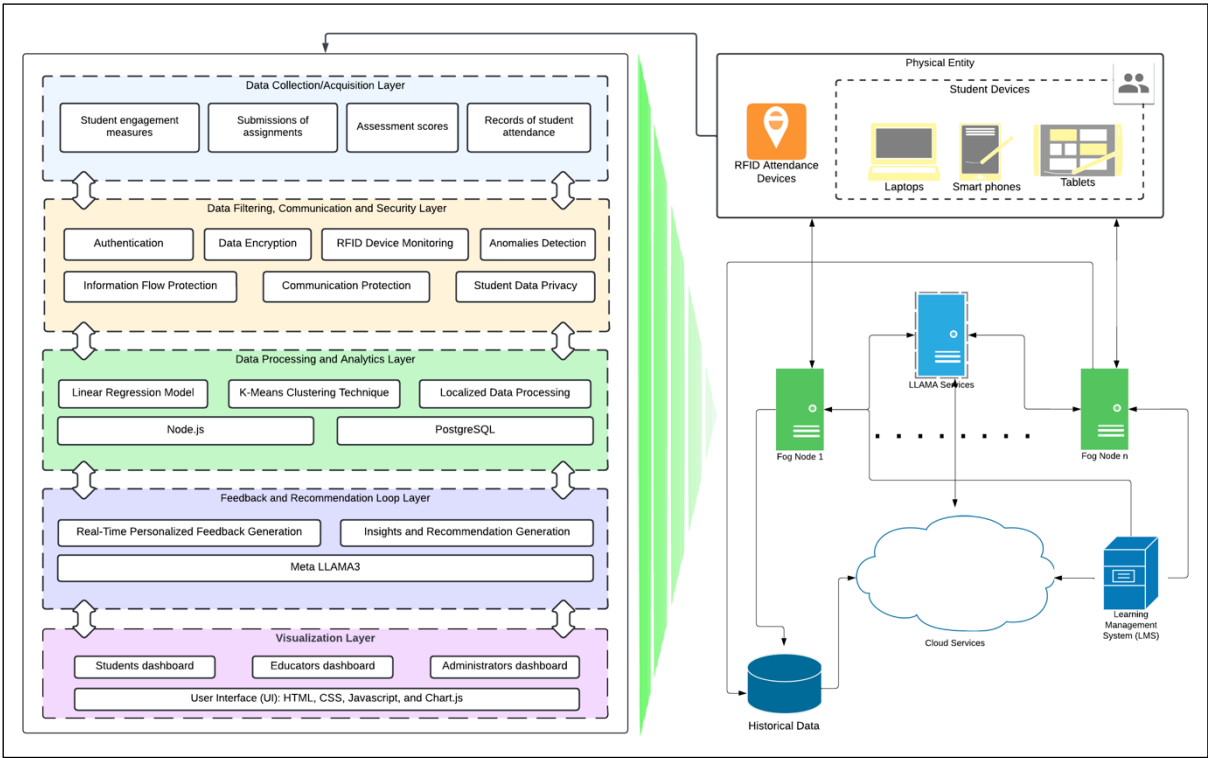 Data Collection/Acquisition Layer
Student engagement
measures
Submissions of
assignments
Assessment scores
Records of student
attendance
Data Filtering, Communication and Security Layer
Authentication
Data Encryption
RFID Device Monitoring
Anomalies Detection
Information Flow Protection
Communication Protection
Student Data Privacy
Data Processing and Analytics Layer
Linear Regression Model
K-Means Clustering Technique
Localized Data Processing
Node.js
PostgreSQL
Feedback and Recommendation Loop Layer
Real-Time Personalized Feedback Generation
Insights and Recommendation Generation
Meta LLAMA3
Visualization Layer
Students dashboard
Educators dashboard
Administrators dashboard
User Interface (UI): HTML, CSS, Javascript, and Chart.js
Physical Entity
Student Devices
RFID Attendance
Devices
Laptops
Smart phones
Tablets
LLAMA Services
Fog Node 1
Fog Node n
Cloud Services
Learning
Management
System (LMS)
Historical Data